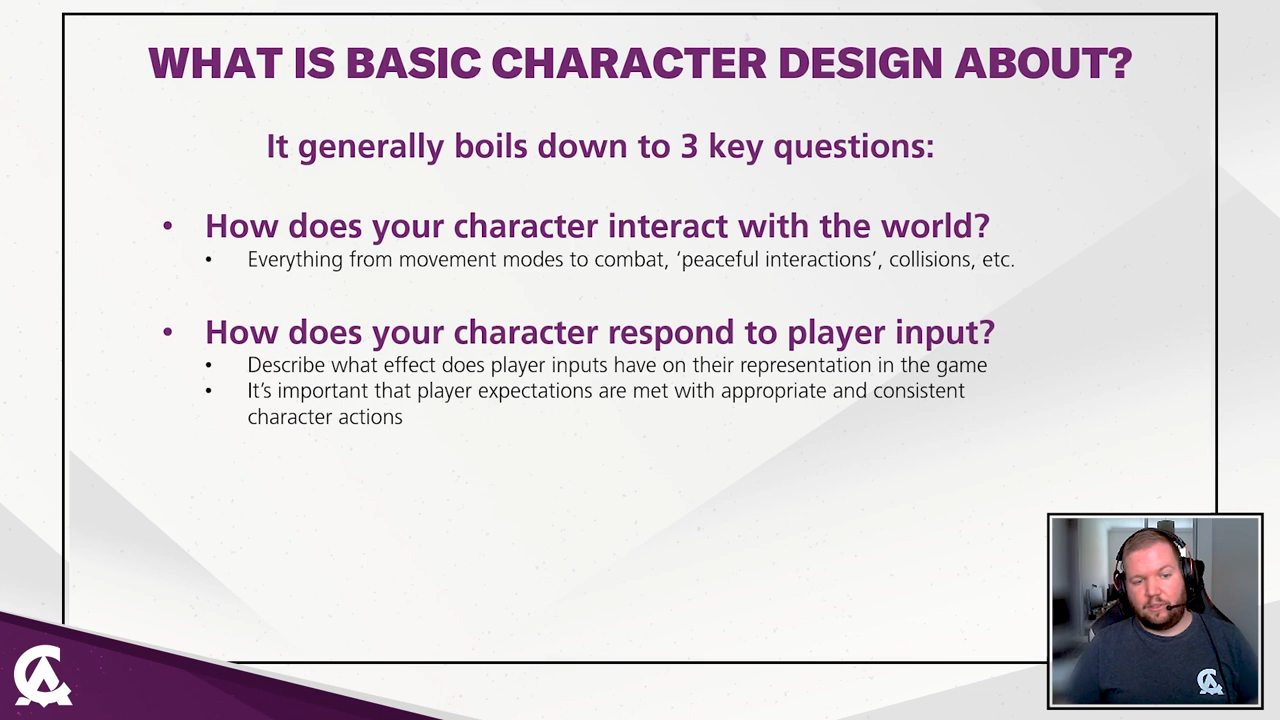 WHAT IS BASIC CHARACTER DESIGN ABOUT?
It generally boils down to 3 key questions:
• How does your character interact with the world?
• Everything from movement modes to combat, ‘peaceful interactions’, collisions, etc.
• How does your character respond to player input?
• Describe what effect does player inputs have on their representation in the game
• It’s important that player expectations are met with appropriate and consistent
character actions